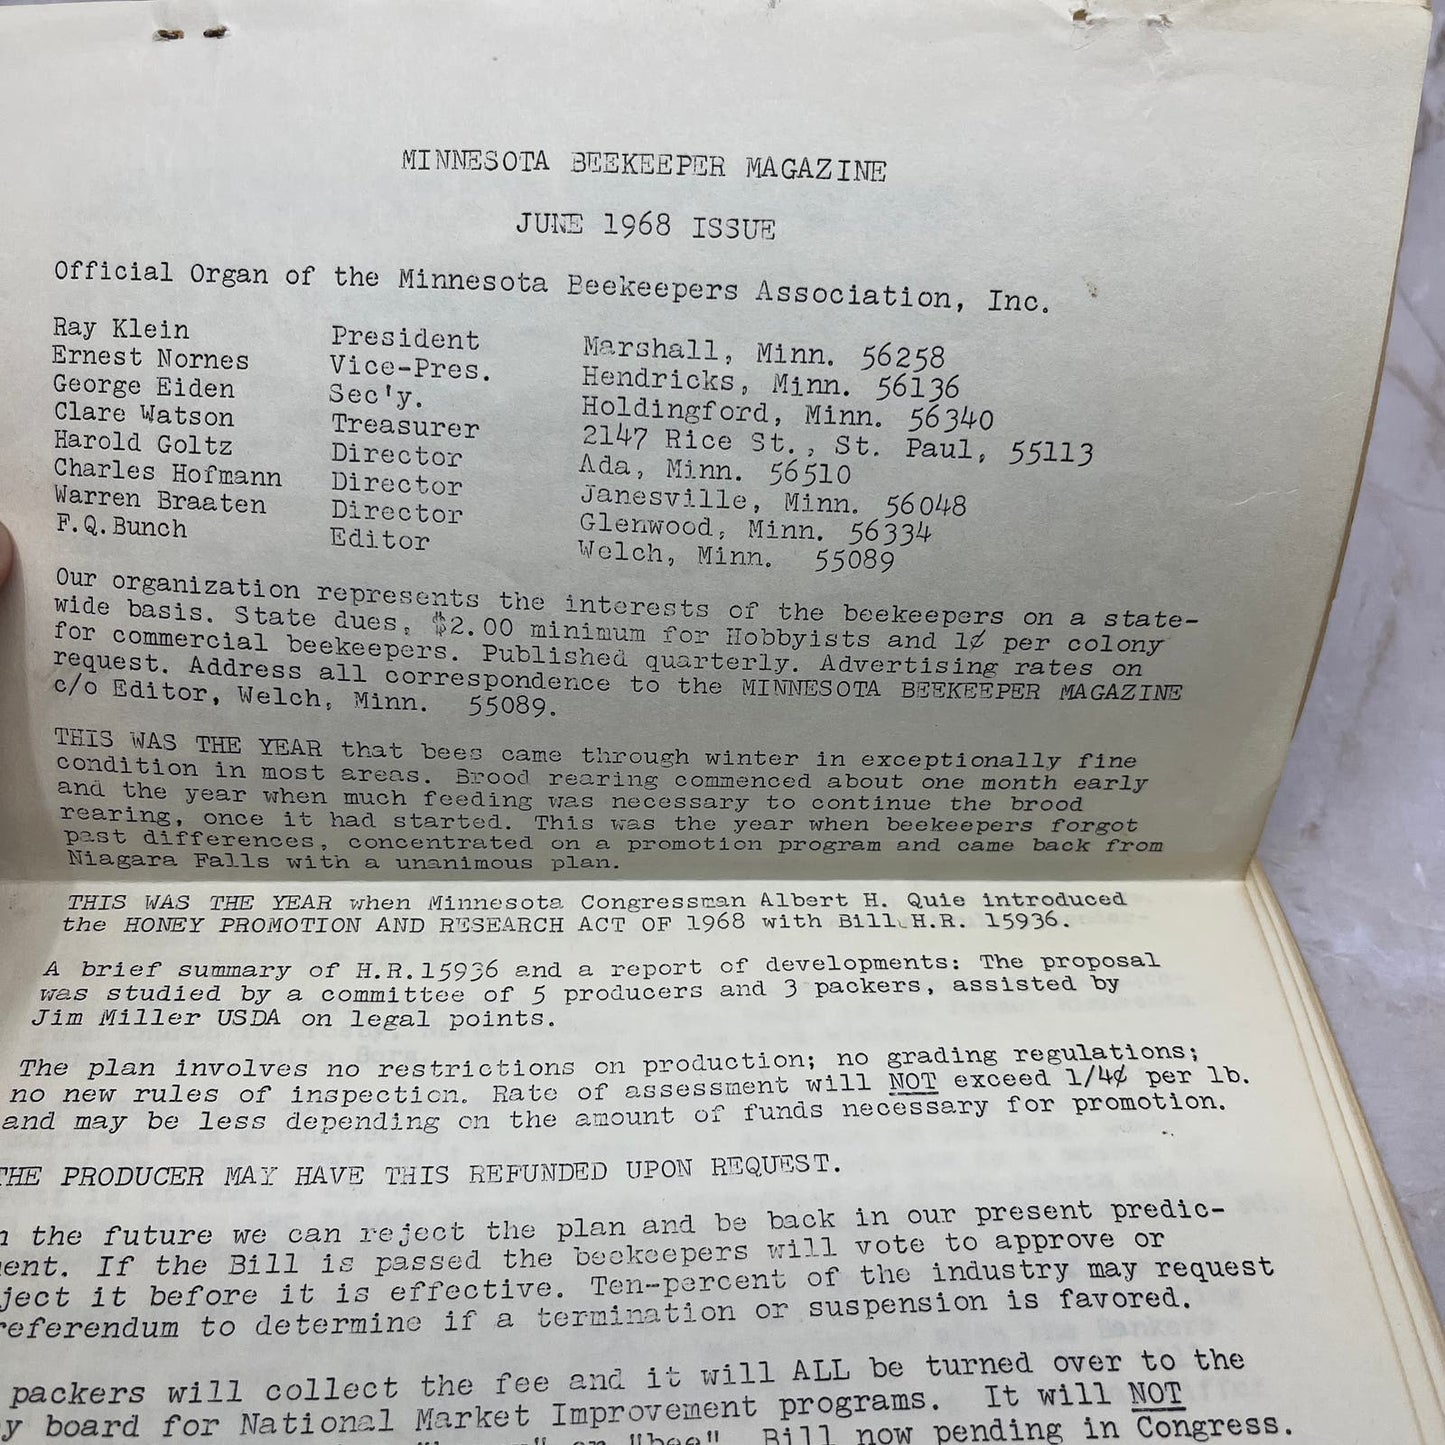 MINNESOTA BEEKEEPER MAGAZINE
JUNE 1968 ISSUE
Official Organ of the Minnesota Beekeepers Association, Inc.
Ray Klein President Marshall, Minn. 56258
Ernest Nornes Vice-Pres. Hendricks, Minn. 56136
George Eiden Sec'y. Holdingford, Minn. 56340
Clare Watson Treasurer 2147 Rice St., St. Paul, 55113
Harold Goltz Director Ada, Minn. 56510
Charles Hofmann Director Janesville, Minn. 56048
Warren Braaten Director Glenwood, Minn. 56334
F.Q.Bunch Editor Welch, Minn. 55089
Our organization represents the interests of the beekeepers on a state-
wide basis. State dues, $2.00 minimum for Hobbyists and 1¢ per colony
for commercial beekeepers. Published quarterly. Advertising rates on
request. Address all correspondence to the MINNESOTA BEEKEEPER MAGAZINE
c/o Editor, Welch, Minn. 55089.
THIS WAS THE YEAR that bees came through winter in exceptionally fine
condition in most areas. Brood rearing commenced about one month early
and the year when much feeding was necessary to continue the brood
rearing, once it had started. This was the year when beekeepers forgot
past differences, concentrated on a promotion program and came back from
Niagara Falls with a unanimous plan.
THIS WAS THE YEAR when Minnesota Congressman Albert H. Quie introduced
the HONEY PROMOTION AND RESEARCH ACT OF 1968 with Bill H.R. 15936.
A brief summary of H.R.15936 and a report of developments: The proposal
was studied by a committee of 5 producers and 3 packers, assisted by
Jim Miller USDA on legal points.
The plan involves no restrictions on production; no grading regulations;
no new rules of inspection. Rate of assessment will NOT exceed 1/4¢ per lb.
and may be less depending on the amount of funds necessary for promotion.
THE PRODUCER MAY HAVE THIS REFUNDED UPON REQUEST.
n the future we can reject the plan and be back in our present predic-
ent. If the Bill is passed the beekeepers will vote to approve or
ject it before it is effective. Ten-percent of the industry may request
referendum to determine if a termination or suspension is favored.
packers will collect the fee and it will ALL be turned over to the
y board for National Market Improvement programs. It will NOT
"bee". Bill now pending in Congress.